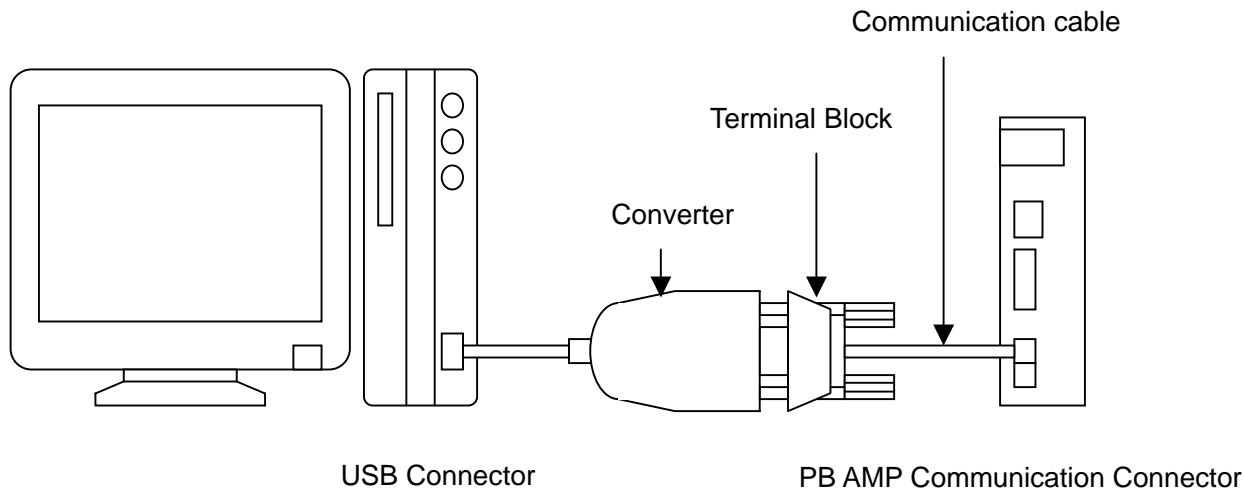 Communication cable
Terminal Block
Converter
USB Connector
PB AMP Communication Connector